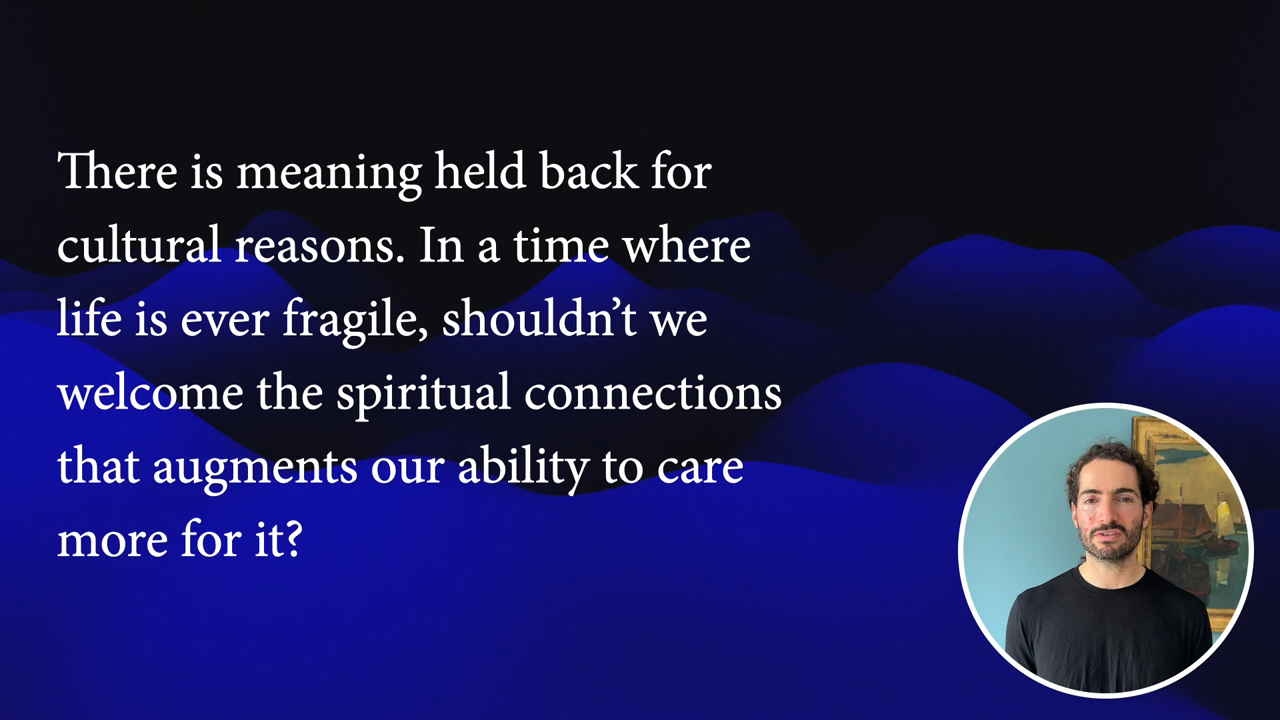 There is meaning held back for
cultural reasons. In a time where
life is ever fragile, shouldn’t we
welcome the spiritual connections
that augments our ability to care
more for it?